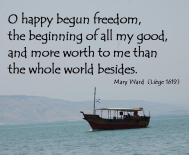 O happy begun freedom,
the beginning of all my good,
and more worth to me than
the whole world besides.
Mary Ward (Liège 1619)